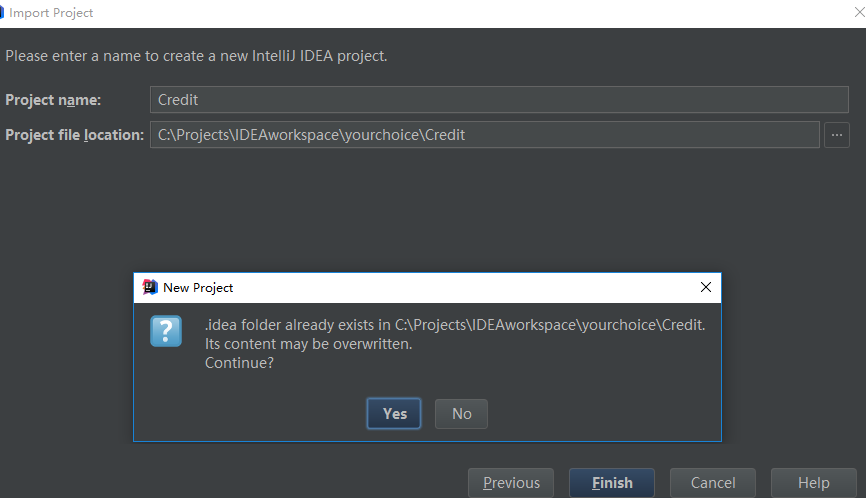 Import Project
Please enter a name to create a new IntelliJ IDEA project.
Project name: Credit
Project file location: C:\Projects\IDEAworkspace\yourchoice\Credit ...
New Project
.idea folder already exists in C:\Projects\IDEAworkspace\yourchoice\Credit.
Its content may be overwritten.
Continue?
Yes No
Previous Finish Cancel Help